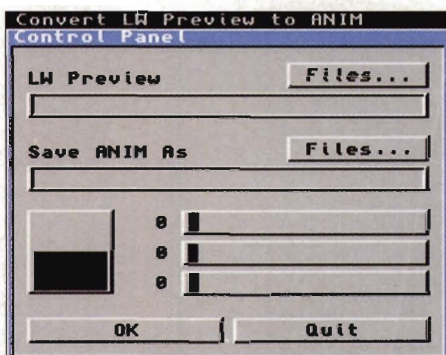 Convert LW Preview to ANIM
Control Panel
LW Preview Files...
Save ANIM As Files...
0
0
0
OK Quit